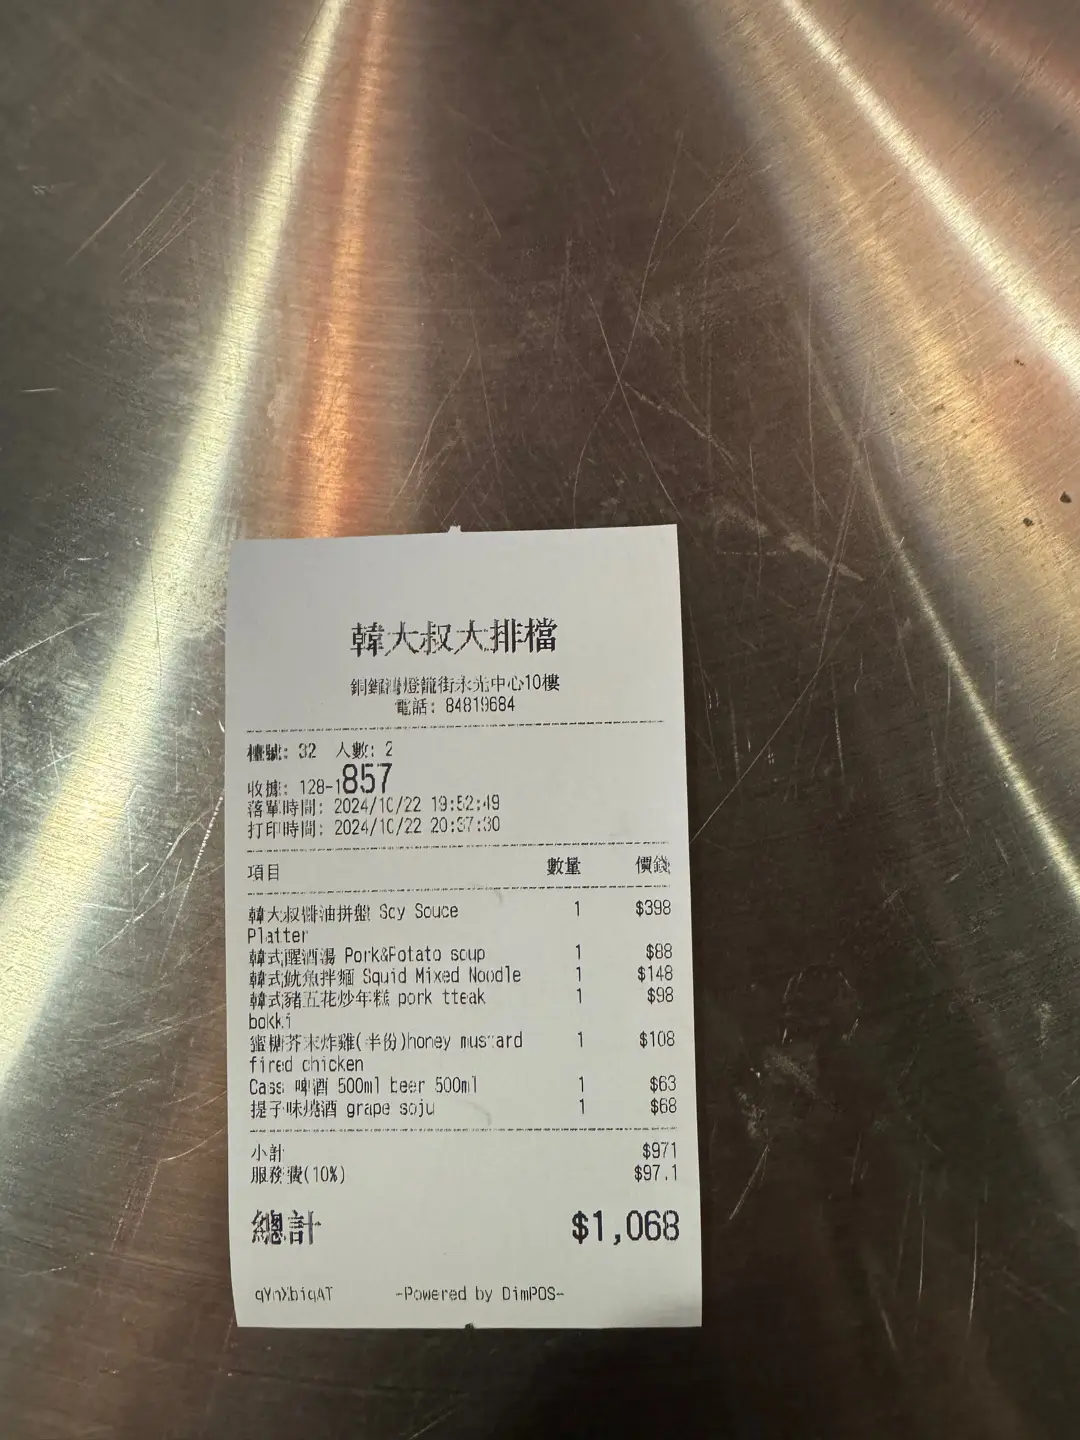 韓大叔大排檔
銅鑼灣燈籠街永光中心10樓
電話: 84819684
檯號: 32 人數: 2
收據: 128-1857
落單時間: 2024/10/22 19:52:49
打印時間: 2024/10/22 20:37:30
項目 數量 價錢
韓大叔醬油拼盤 Soy Souce 1 $398
Platter
韓式醒酒湯 Pork&Potato soup 1 $88
韓式魷魚拌麵 Squid Mixed Noodle 1 $148
韓式豬五花炒年糕 pork tteak 1 $98
bokki
蜜糖芥末炸雞(半份)honey mustard 1 $108
fired chicken
Cass 啤酒 500ml beer 500ml 1 $63
提子味燒酒 grape soju 1 $68
小計 $971
服務費(10%) $97.1
總計 $1,068
-Powered by DimPOS-